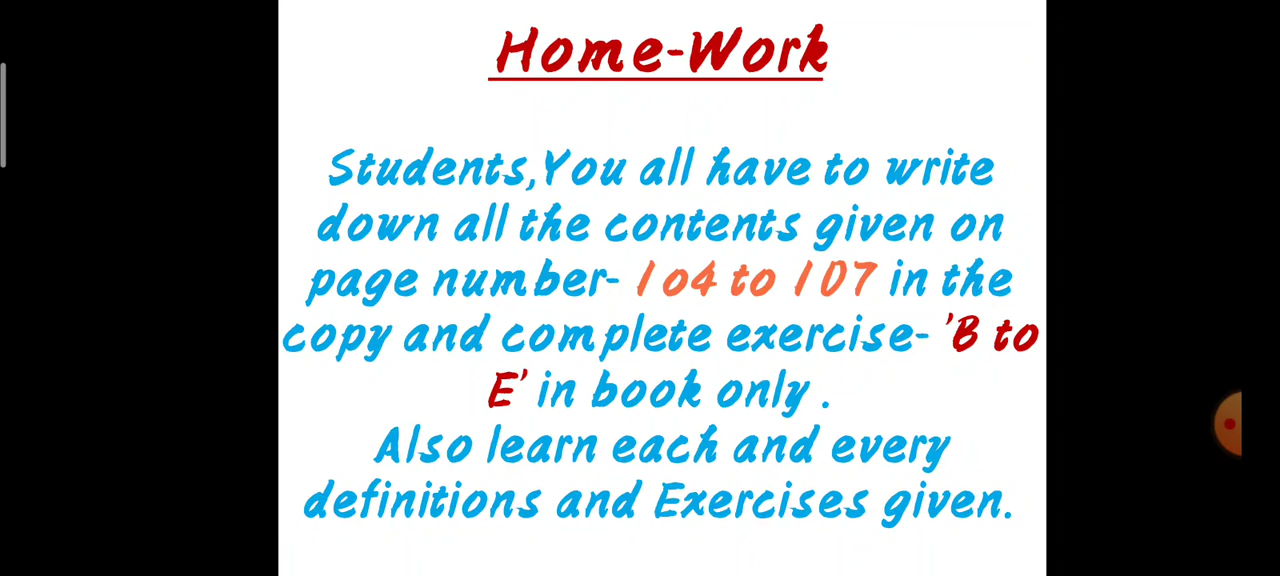 Home-Work
Students,You all have to write
down all the contents given on
page number- 1o4 to 107 in the
copy and complete exercise- 'B to
E' in book only .
Also learn each and every
definitions and Exercises given.